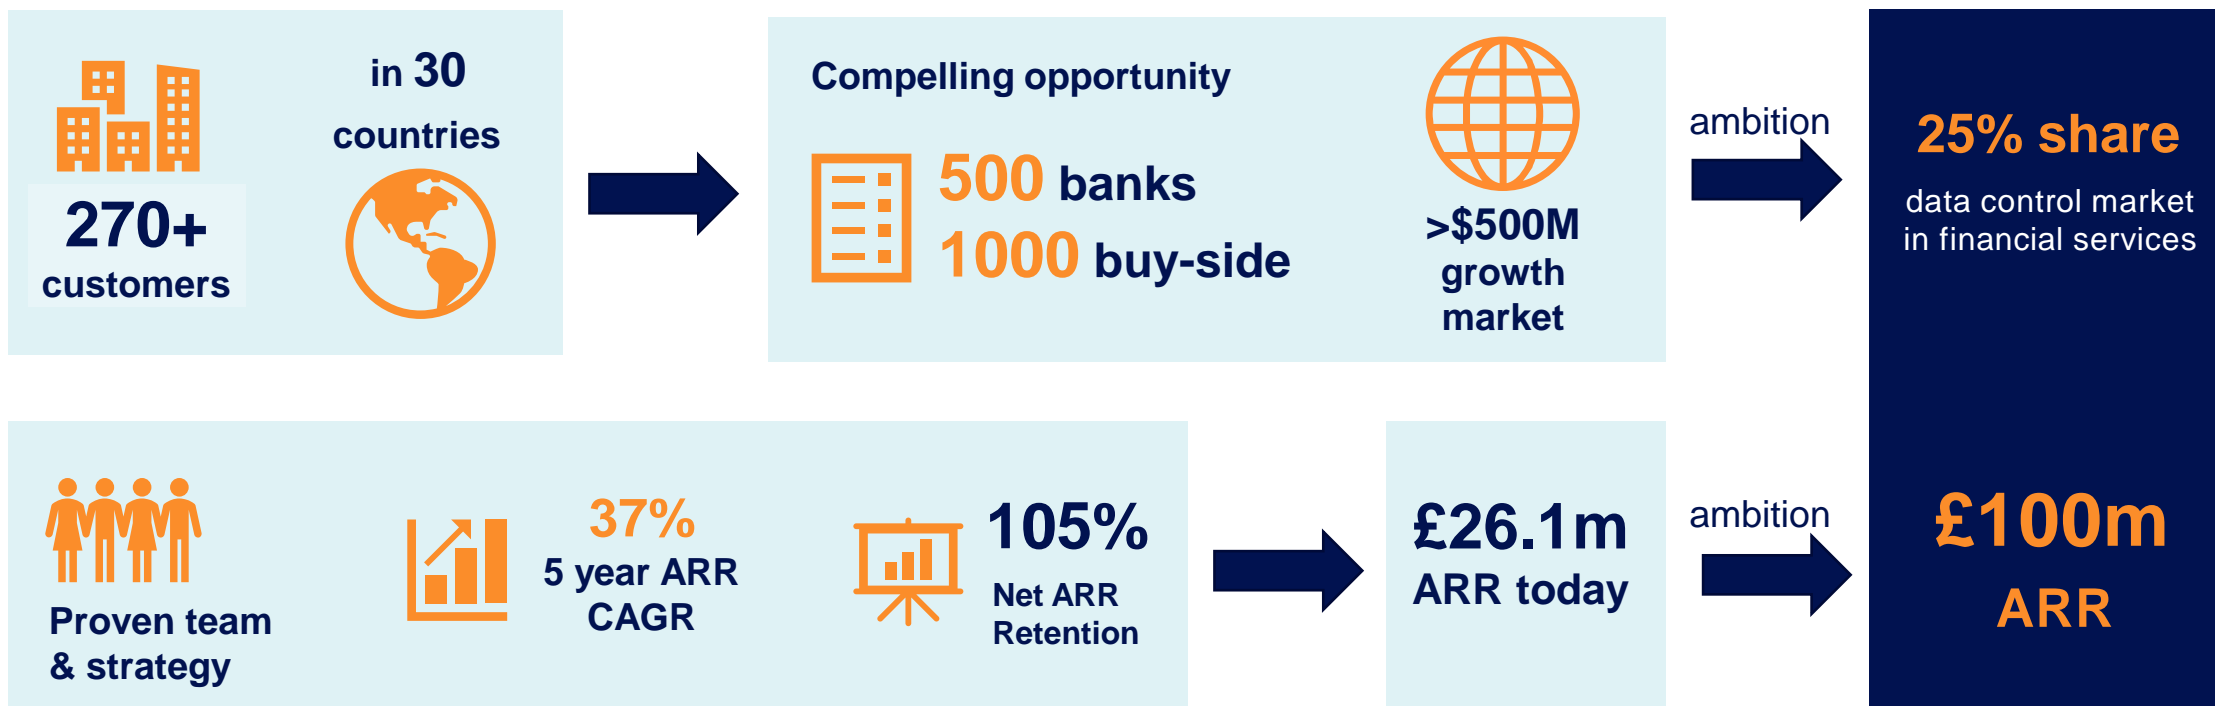 270+
customers
in 30
countries
Compelling opportunity
500 banks
1000 buy-side
>$500M
growth
market
ambition
25% share
data control market
in financial services
Proven team
& strategy
37%
5 year ARR
CAGR
105%
Net ARR
Retention
£26.1m
ARR today
ambition
£100m
ARR